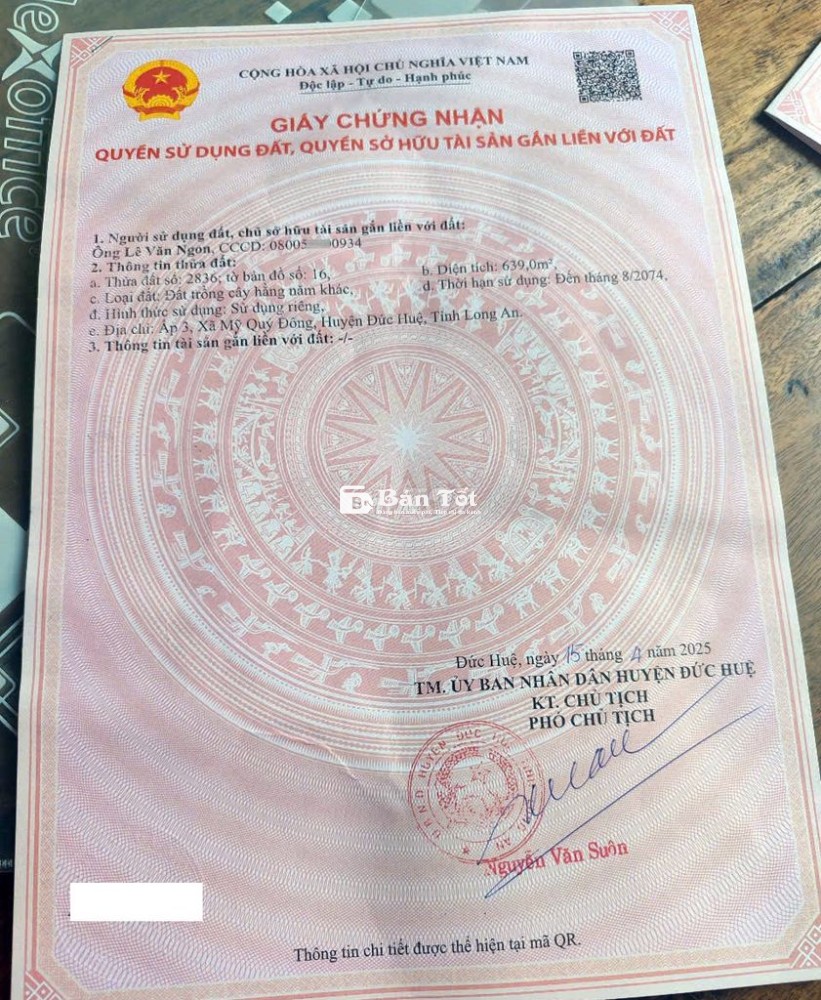 CỘNG HÒA XÃ HỘI CHỦ NGHĨA VIỆT NAM
Độc lập - Tự do - Hạnh phúc
GIẤY CHỨNG NHẬN
QUYỀN SỬ DỤNG ĐẤT, QUYỀN SỞ HỮU TÀI SẢN GẮN LIỀN VỚI ĐẤT
1. Người sử dụng đất, chủ sở hữu tài sản gắn liền với đất:
Ông Lê Văn Ngon, CCCD: 08005 0934
2. Thông tin thửa đất:
a. Thửa đất số: 2836; tờ bản đồ số: 16, b. Diện tích: 639,0m²,
c. Loại đất: Đất trồng cây hằng năm khác, d. Thời hạn sử dụng: Đến tháng 8/2074,
đ. Hình thức sử dụng: Sử dụng riêng,
e. Địa chỉ: Ấp 3, Xã Mỹ Quý Đông, Huyện Đức Huệ, Tỉnh Long An.
3. Thông tin tài sản gắn liền với đất: -/-
Bán Tốt
Đức Huệ, ngày 15 tháng 4 năm 2025
TM. ỦY BAN NHÂN DÂN HUYỆN ĐỨC HUỆ
KT. CHỦ TỊCH
PHÓ CHỦ TỊCH
Nguyễn Văn Suôn
Thông tin chi tiết được thể hiện tại mã QR.